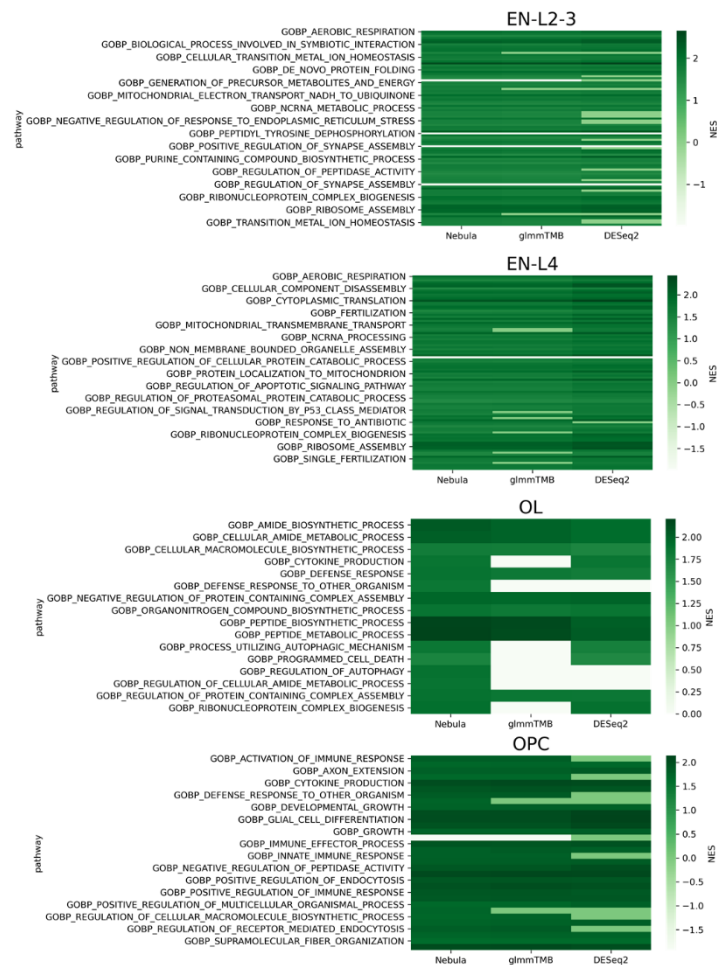 EN-L2-3
GOBP_AEROBIC_RESPIRATION
GOBP_BIOLOGICAL_PROCESS_INVOLVED_IN_SYMBIOTIC_INTERACTION
GOBP_CELLULAR_TRANSITION_METAL_ION_HOMEOSTASIS
GOBP_DE_NOVO_PROTEIN_FOLDING
GOBP_GENERATION_OF_PRECURSOR_METABOLITES_AND_ENERGY
GOBP_MITOCHONDRIAL_ELECTRON_TRANSPORT_NADH_TO_UBIQUINONE
GOBP_NCRNA_METABOLIC_PROCESS
GOBP_NEGATIVE_REGULATION_OF_RESPONSE_TO_ENDOPLASMIC_RETICULUM_STRESS
GOBP_PEPTIDYL_TYROSINE_DEPHOSPHORYLATION
GOBP_POSITIVE_REGULATION_OF_SYNAPSE_ASSEMBLY
GOBP_PURINE_CONTAINING_COMPOUND_BIOSYNTHETIC_PROCESS
GOBP_REGULATION_OF_PEPTIDASE_ACTIVITY
GOBP_REGULATION_OF_SYNAPSE_ASSEMBLY
GOBP_RIBONUCLEOPROTEIN_COMPLEX_BIOGENESIS
GOBP_RIBOSOME_ASSEMBLY
GOBP_TRANSITION_METAL_ION_HOMEOSTASIS
pathway
Nebula glmmTMB DESeq2
2
1
0
−1
NES
EN-L4
GOBP_AEROBIC_RESPIRATION
GOBP_CELLULAR_COMPONENT_DISASSEMBLY
GOBP_CYTOPLASMIC_TRANSLATION
GOBP_FERTILIZATION
GOBP_MITOCHONDRIAL_TRANSMEMBRANE_TRANSPORT
GOBP_NCRNA_PROCESSING
GOBP_NON_MEMBRANE_BOUNDED_ORGANELLE_ASSEMBLY
GOBP_POSITIVE_REGULATION_OF_CELLULAR_PROTEIN_CATABOLIC_PROCESS
GOBP_PROTEIN_LOCALIZATION_TO_MITOCHONDRION
GOBP_REGULATION_OF_APOPTOTIC_SIGNALING_PATHWAY
GOBP_REGULATION_OF_PROTEASOMAL_PROTEIN_CATABOLIC_PROCESS
GOBP_REGULATION_OF_SIGNAL_TRANSDUCTION_BY_P53_CLASS_MEDIATOR
GOBP_RESPONSE_TO_ANTIBIOTIC
GOBP_RIBONUCLEOPROTEIN_COMPLEX_BIOGENESIS
GOBP_RIBOSOME_ASSEMBLY
GOBP_SINGLE_FERTILIZATION
pathway
Nebula glmmTMB DESeq2
2.0
1.5
1.0
0.5
0.0
−0.5
−1.0
−1.5
NES
OL
GOBP_AMIDE_BIOSYNTHETIC_PROCESS
GOBP_CELLULAR_AMIDE_METABOLIC_PROCESS
GOBP_CELLULAR_MACROMOLECULE_BIOSYNTHETIC_PROCESS
GOBP_CYTOKINE_PRODUCTION
GOBP_DEFENSE_RESPONSE
GOBP_DEFENSE_RESPONSE_TO_OTHER_ORGANISM
GOBP_NEGATIVE_REGULATION_OF_PROTEIN_CONTAINING_COMPLEX_ASSEMBLY
GOBP_ORGANONITROGEN_COMPOUND_BIOSYNTHETIC_PROCESS
GOBP_PEPTIDE_BIOSYNTHETIC_PROCESS
GOBP_PEPTIDE_METABOLIC_PROCESS
GOBP_PROCESS_UTILIZING_AUTOPHAGIC_MECHANISM
GOBP_PROGRAMMED_CELL_DEATH
GOBP_REGULATION_OF_AUTOPHAGY
GOBP_REGULATION_OF_CELLULAR_AMIDE_METABOLIC_PROCESS
GOBP_REGULATION_OF_PROTEIN_CONTAINING_COMPLEX_ASSEMBLY
GOBP_RIBONUCLEOPROTEIN_COMPLEX_BIOGENESIS
pathway
Nebula glmmTMB DESeq2
2.00
1.75
1.50
1.25
1.00
0.75
0.50
0.25
0.00
NES
OPC
GOBP_ACTIVATION_OF_IMMUNE_RESPONSE
GOBP_AXON_EXTENSION
GOBP_CYTOKINE_PRODUCTION
GOBP_DEFENSE_RESPONSE_TO_OTHER_ORGANISM
GOBP_DEVELOPMENTAL_GROWTH
GOBP_GLIAL_CELL_DIFFERENTIATION
GOBP_GROWTH
GOBP_IMMUNE_EFFECTOR_PROCESS
GOBP_INNATE_IMMUNE_RESPONSE
GOBP_NEGATIVE_REGULATION_OF_PEPTIDASE_ACTIVITY
GOBP_POSITIVE_REGULATION_OF_ENDOCYTOSIS
GOBP_POSITIVE_REGULATION_OF_IMMUNE_RESPONSE
GOBP_POSITIVE_REGULATION_OF_MULTICELLULAR_ORGANISMAL_PROCESS
GOBP_REGULATION_OF_CELLULAR_MACROMOLECULE_BIOSYNTHETIC_PROCESS
GOBP_REGULATION_OF_RECEPTOR_MEDIATED_ENDOCYTOSIS
GOBP_SUPRAMOLECULAR_FIBER_ORGANIZATION
pathway
Nebula glmmTMB DESeq2
2.0
1.5
1.0
0.5
0.0
−0.5
−1.0
−1.5
NES